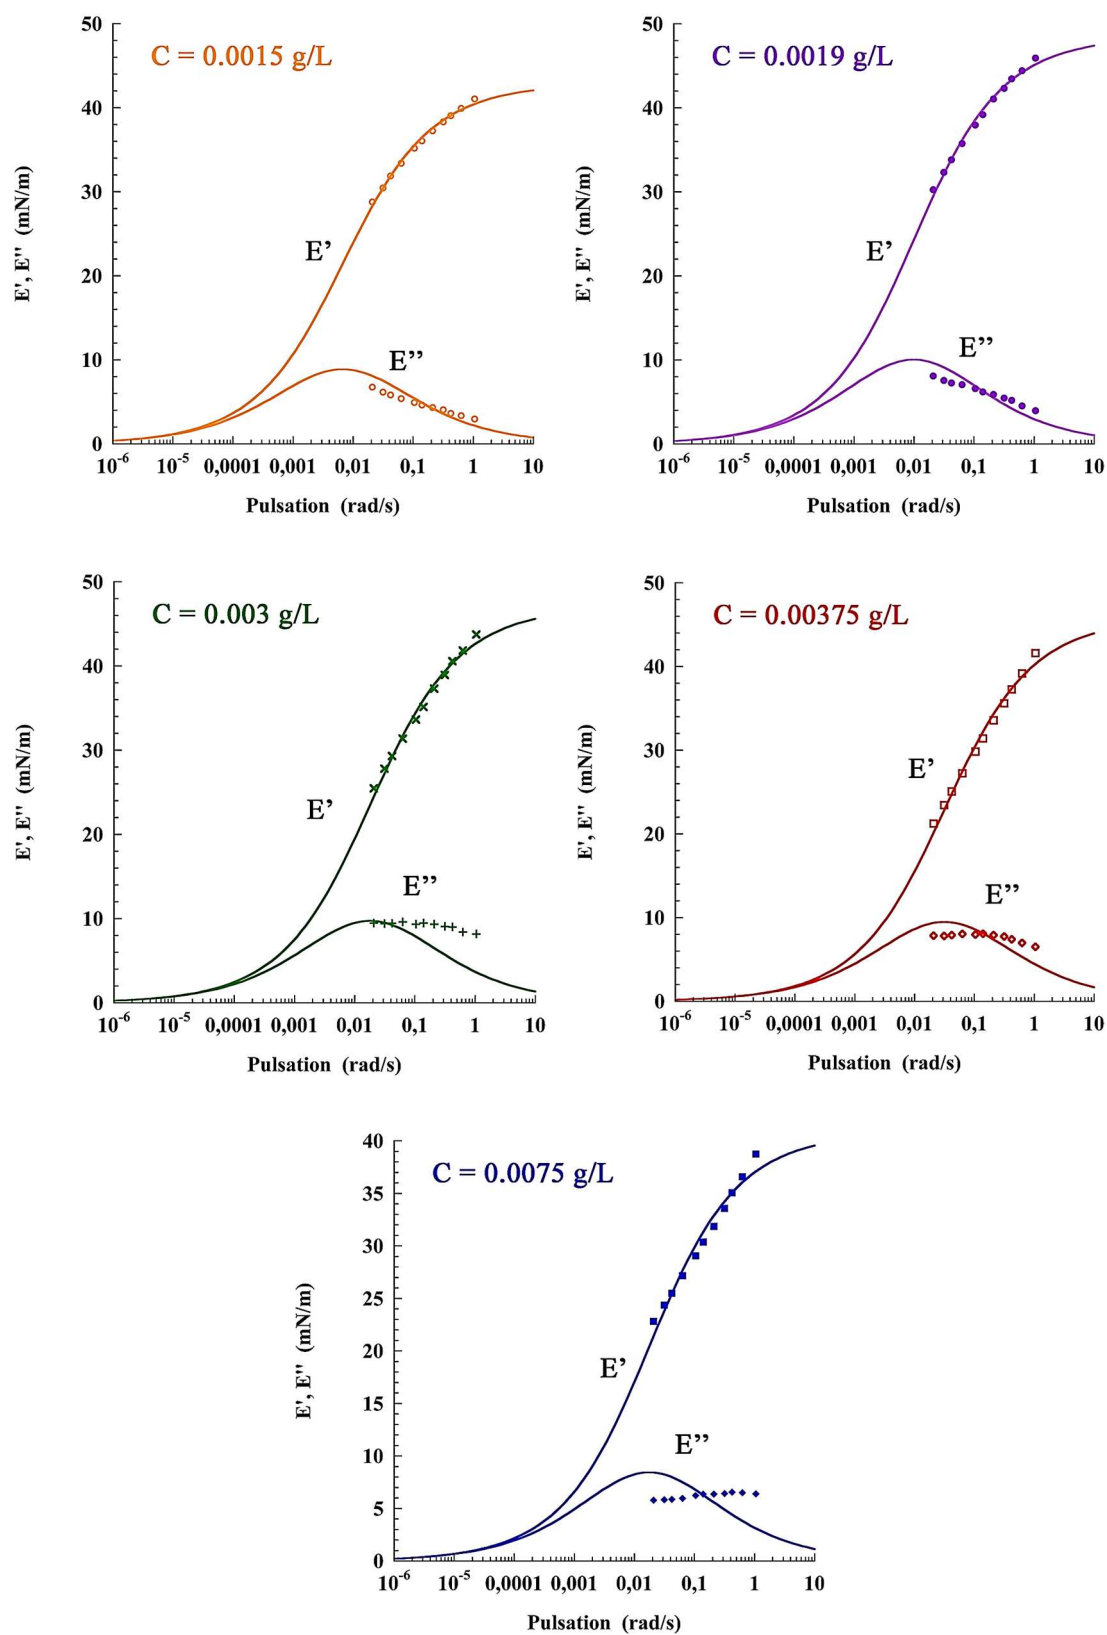 C = 0.0015 g/L
50
40
30
20
10
0
E', E'' (mN/m)
E’
E”
10-6 10-5 0,0001 0,001 0,01 0,1 1 10
Pulsation (rad/s)
C = 0.0019 g/L
50
40
30
20
10
0
E', E'' (mN/m)
E’
E”
10-6 10-5 0,0001 0,001 0,01 0,1 1 10
Pulsation (rad/s)
C = 0.003 g/L
50
40
30
20
10
0
E', E'' (mN/m)
E’
E”
10-6 10-5 0,0001 0,001 0,01 0,1 1 10
Pulsation (rad/s)
C = 0.00375 g/L
50
40
30
20
10
0
E', E'' (mN/m)
E’
E”
10-6 10-5 0,0001 0,001 0,01 0,1 1 10
Pulsation (rad/s)
C = 0.0075 g/L
40
35
30
25
20
15
10
5
0
E', E'' (mN/m)
E’
E”
10-6 10-5 0,0001 0,001 0,01 0,1 1 10
Pulsation (rad/s)